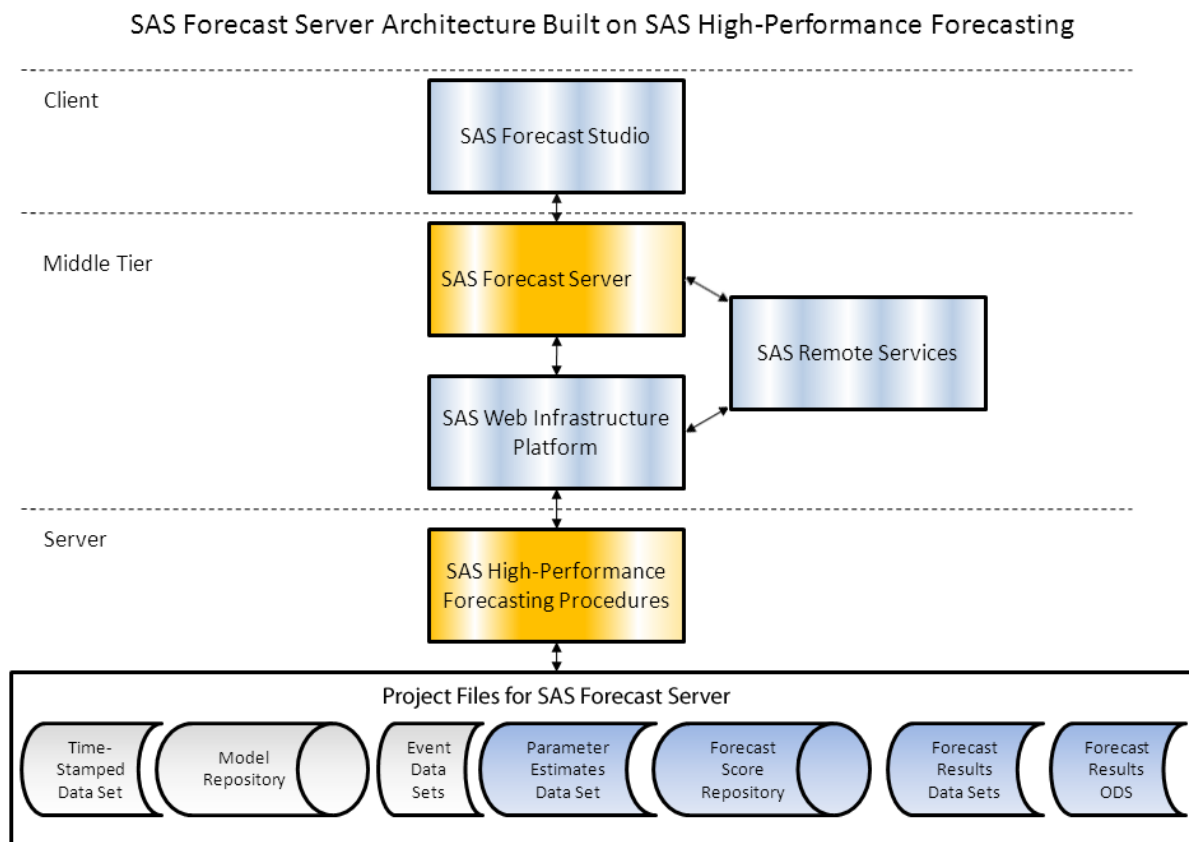 SAS Forecast Server Architecture Built on SAS High-Performance Forecasting
Client
SAS Forecast Studio
Middle Tier
SAS Forecast Server
SAS Remote Services
SAS Web Infrastructure
Platform
Server
SAS High-Performance
Forecasting Procedures
Project Files for SAS Forecast Server
Time-
Stamped
Data Set
Model
Repository
Event
Data
Sets
Parameter
Estimates
Data Set
Forecast
Score
Repository
Forecast
Results
Data Sets
Forecast
Results
ODS